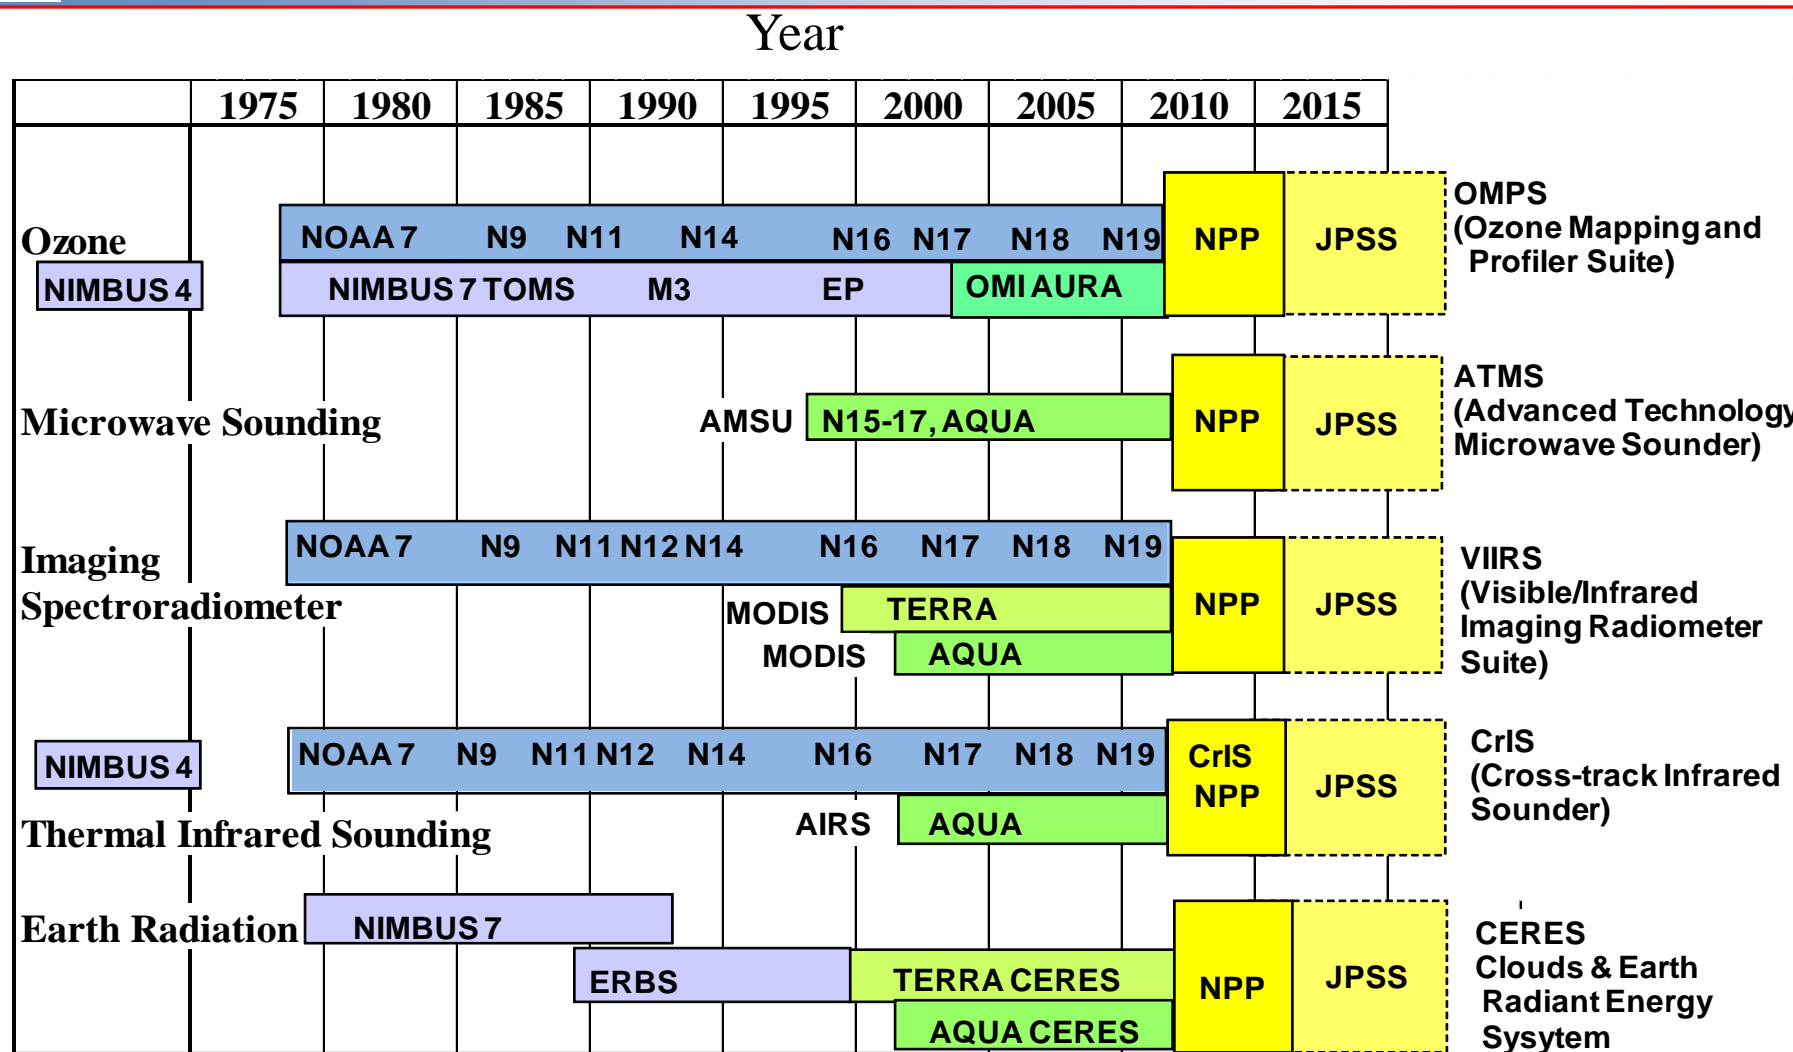 Year
1975 1980 1985 1990 1995 2000 2005 2010 2015
Ozone
NOAA 7 N9 N11 N14 N16 N17 N18 N19
NIMBUS 4
NIMBUS 7 TOMS M3 EP OMI AURA
NPP JPSS
OMPS
(Ozone Mapping and
Profiler Suite)
Microwave Sounding
AMSU N15-17, AQUA
NPP JPSS
ATMS
(Advanced Technology
Microwave Sounder)
Imaging
Spectroradiometer
NOAA 7 N9 N11 N12 N14 N16 N17 N18 N19
MODIS TERRA
MODIS AQUA
NPP JPSS
VIIRS
(Visible/Infrared
Imaging Radiometer
Suite)
NIMBUS 4
Thermal Infrared Sounding
NOAA 7 N9 N11 N12 N14 N16 N17 N18 N19
AIRS AQUA
CrIS
NPP
JPSS
CrIS
(Cross-track Infrared
Sounder)
Earth Radiation
NIMBUS 7
ERBS TERRA CERES
AQUA CERES
NPP JPSS
CERES
Clouds & Earth
Radiant Energy
Sysytem